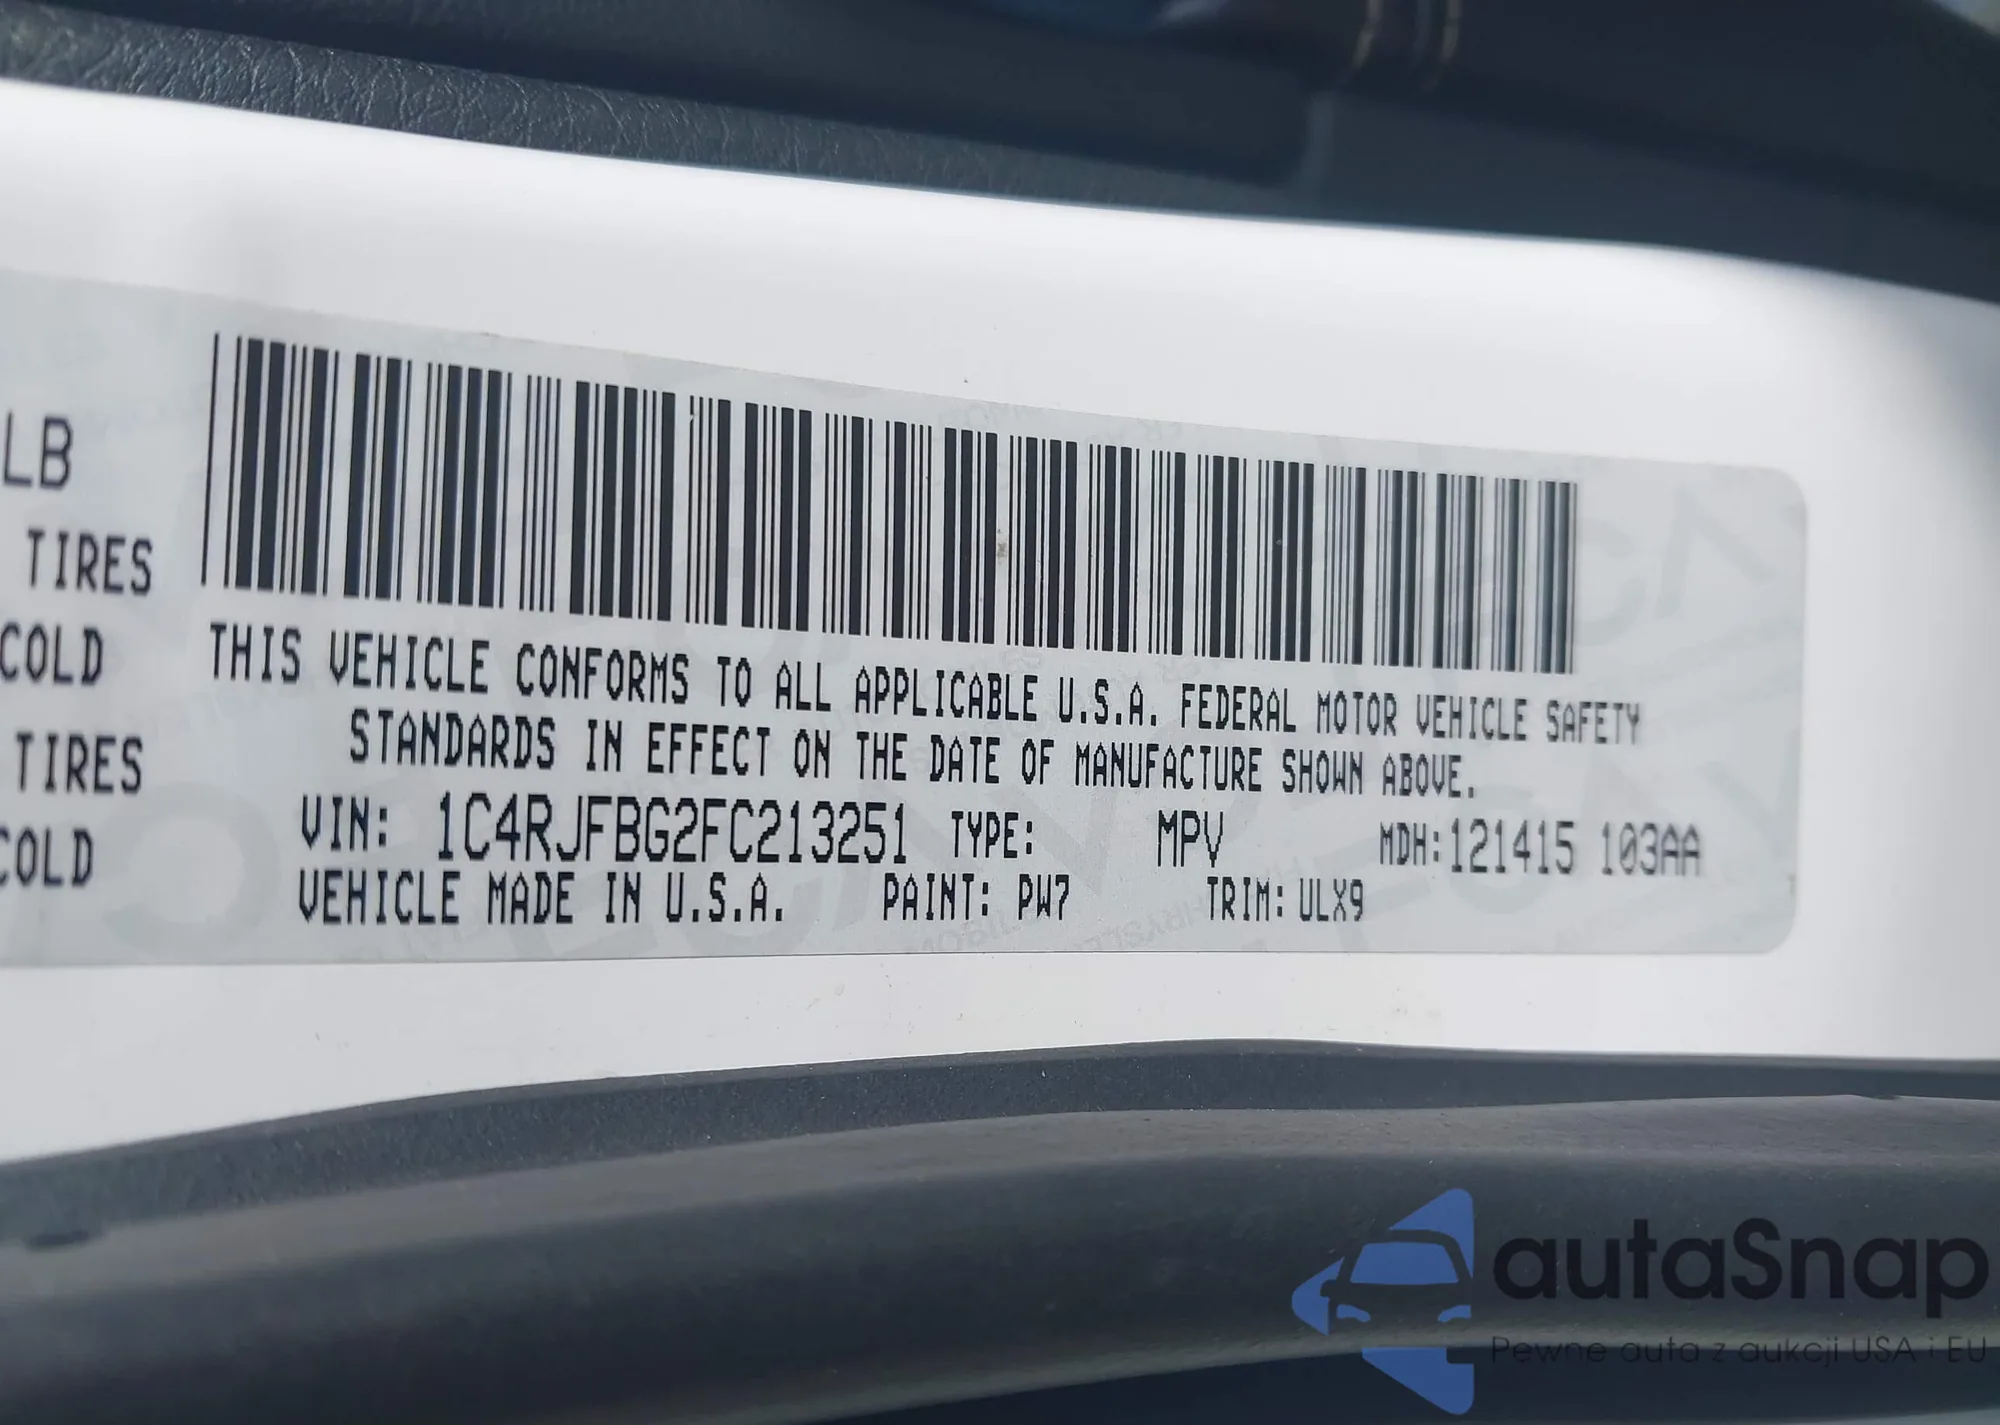 LB
TIRES
COLD
TIRES
COLD
THIS VEHICLE CONFORMS TO ALL APPLICABLE U.S.A. FEDERAL MOTOR VEHICLE SAFETY
STANDARDS IN EFFECT ON THE DATE OF MANUFACTURE SHOWN ABOVE.
VIN: 1C4RJFBG2FC213251 TYPE: MPV MDH:121415 103AA
VEHICLE MADE IN U.S.A. PAINT: PW7 TRIM: ULX9
autaSnap
Pewne auta z aukcji USA i EU